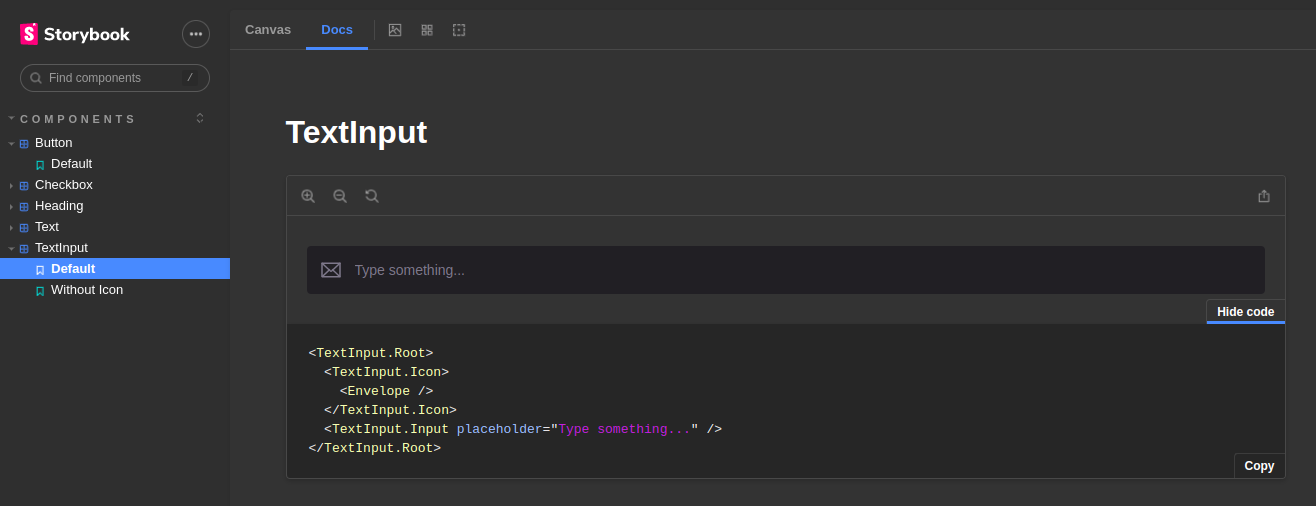 Storybook
Find components /
COMPONENTS
Button
Default
Checkbox
Heading
Text
TextInput
Default
Without Icon
Canvas Docs
TextInput
Type something...
Hide code
<TextInput.Root>
  <TextInput.Icon>
    <Envelope />
  </TextInput.Icon>
  <TextInput.Input placeholder="Type something..." />
</TextInput.Root>
Copy